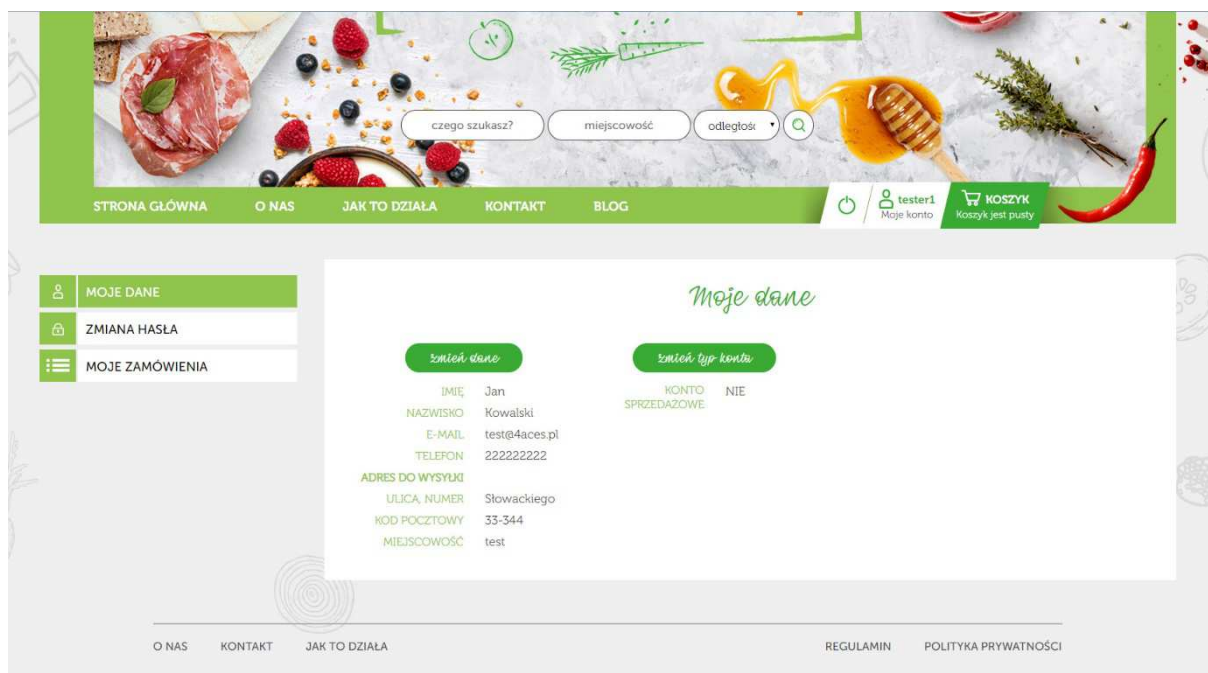 czego szukasz?
miejscowość
odległość
STRONA GŁÓWNA
O NAS
JAK TO DZIAŁA
KONTAKT
BLOG
tester1
Moje konto
KOSZYK
Koszyk jest pusty
MOJE DANE
ZMIANA HASŁA
MOJE ZAMÓWIENIA
Moje dane
zmień dane
IMIĘ Jan
NAZWISKO Kowalski
E-MAIL test@4aces.pl
TELEFON 222222222
ADRES DO WYSYŁKI
ULICA, NUMER Słowackiego
KOD POCZTOWY 33-344
MIEJSCOWOŚĆ test
zmień typ konta
KONTO NIE
SPRZEDAŻOWE
O NAS
KONTAKT
JAK TO DZIAŁA
REGULAMIN
POLITYKA PRYWATNOŚCI